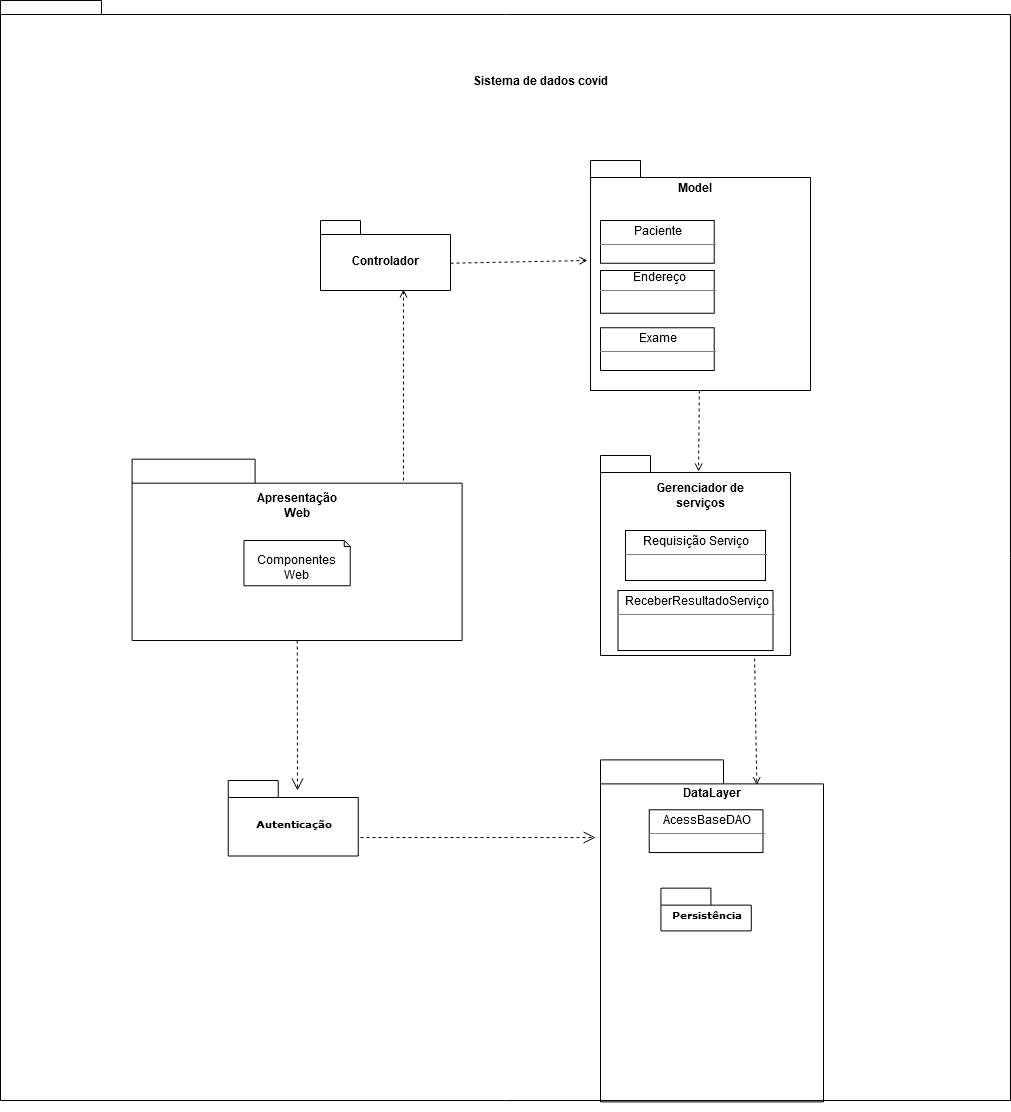 Sistema de dados covid
Model
Paciente
Endereço
Exame
Controlador
Gerenciador de
serviços
Requisição Serviço
ReceberResultadoServiço
Apresentação
Web
Componentes
Web
Autenticação
DataLayer
AcessBaseDAO
Persistência